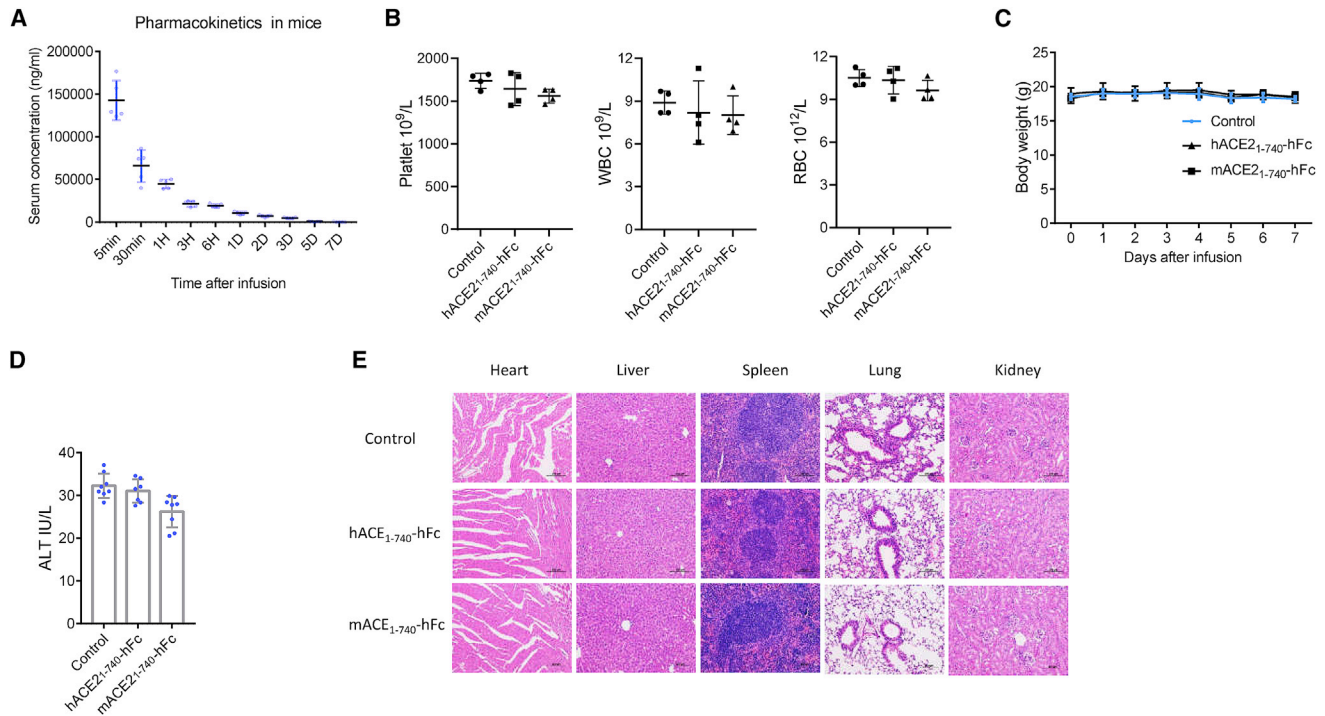 A
Pharmacokinetics in mice
Serum concentration (ng/ml)
200000
150000
100000
50000
0
5min
30min
1H
3H
6H
1D
2D
3D
5D
7D
Time after infusion
B
Platlet 10⁹/L
2000
1500
1000
500
0
Control
hACE2₁₋₇₄₀-hFc
mACE2₁₋₇₄₀-hFc
WBC 10⁹/L
12
9
6
3
0
Control
hACE2₁₋₇₄₀-hFc
mACE2₁₋₇₄₀-hFc
RBC 10¹²/L
12
9
6
3
0
Control
hACE2₁₋₇₄₀-hFc
mACE2₁₋₇₄₀-hFc
C
Body weight (g)
25
20
15
10
5
0
Control
hACE2₁₋₇₄₀-hFc
mACE2₁₋₇₄₀-hFc
0 1 2 3 4 5 6 7
Days after infusion
D
ALT IU/L
40
30
20
10
0
Control
hACE2₁₋₇₄₀-hFc
mACE2₁₋₇₄₀-hFc
E
Heart Liver Spleen Lung Kidney
Control
hACE₁₋₇₄₀-hFc
mACE₁₋₇₄₀-hFc